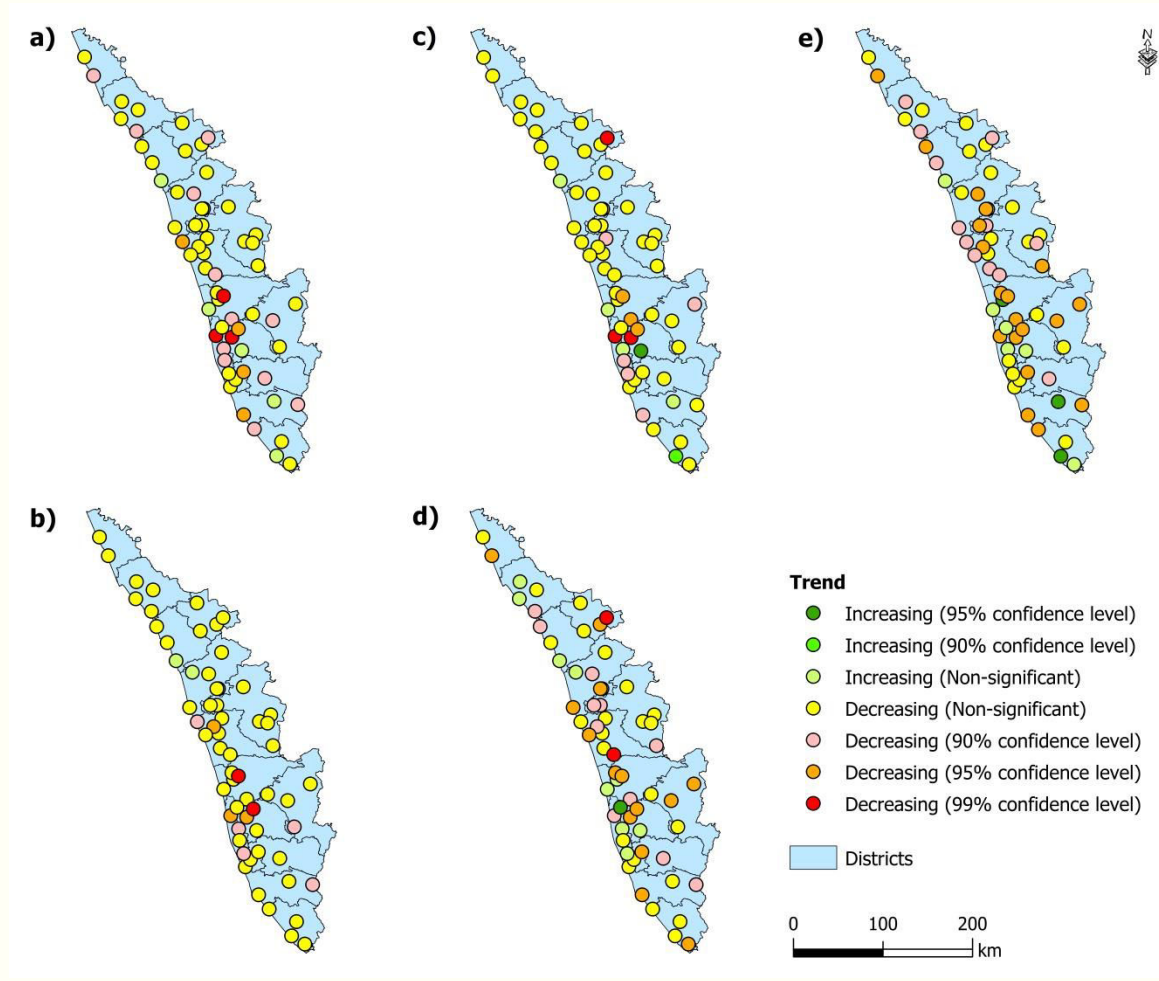 a)
c)
e)
N
b)
d)
Trend
Increasing (95% confidence level)
Increasing (90% confidence level)
Increasing (Non-significant)
Decreasing (Non-significant)
Decreasing (90% confidence level)
Decreasing (95% confidence level)
Decreasing (99% confidence level)
Districts
0 100 200
km